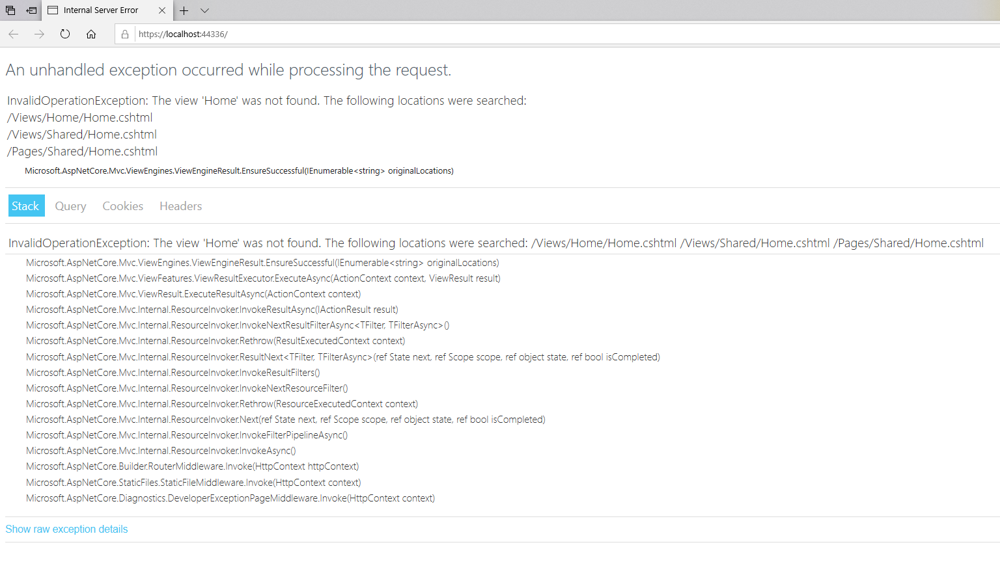 Internal Server Error
https://localhost:44336/
An unhandled exception occurred while processing the request.
InvalidOperationException: The view 'Home' was not found. The following locations were searched:
/Views/Home/Home.cshtml
/Views/Shared/Home.cshtml
/Pages/Shared/Home.cshtml
Microsoft.AspNetCore.Mvc.ViewEngines.ViewEngineResult.EnsureSuccessful(IEnumerable<string> originalLocations)
Stack Query Cookies Headers
InvalidOperationException: The view 'Home' was not found. The following locations were searched: /Views/Home/Home.cshtml /Views/Shared/Home.cshtml /Pages/Shared/Home.cshtml
Microsoft.AspNetCore.Mvc.ViewEngines.ViewEngineResult.EnsureSuccessful(IEnumerable<string> originalLocations)
Microsoft.AspNetCore.Mvc.ViewFeatures.ViewResultExecutor.ExecuteAsync(ActionContext context, ViewResult result)
Microsoft.AspNetCore.Mvc.ViewResult.ExecuteResultAsync(ActionContext context)
Microsoft.AspNetCore.Mvc.Internal.ResourceInvoker.InvokeResultAsync(IActionResult result)
Microsoft.AspNetCore.Mvc.Internal.ResourceInvoker.InvokeNextResultFilterAsync<TFilter, TFilterAsync>()
Microsoft.AspNetCore.Mvc.Internal.ResourceInvoker.Rethrow(ResultExecutedContext context)
Microsoft.AspNetCore.Mvc.Internal.ResourceInvoker.ResultNext<TFilter, TFilterAsync>(ref State next, ref Scope scope, ref object state, ref bool isCompleted)
Microsoft.AspNetCore.Mvc.Internal.ResourceInvoker.InvokeResultFilters()
Microsoft.AspNetCore.Mvc.Internal.ResourceInvoker.InvokeNextResourceFilter()
Microsoft.AspNetCore.Mvc.Internal.ResourceInvoker.Rethrow(ResourceExecutedContext context)
Microsoft.AspNetCore.Mvc.Internal.ResourceInvoker.Next(ref State next, ref Scope scope, ref object state, ref bool isCompleted)
Microsoft.AspNetCore.Mvc.Internal.ResourceInvoker.InvokeFilterPipelineAsync()
Microsoft.AspNetCore.Mvc.Internal.ResourceInvoker.InvokeAsync()
Microsoft.AspNetCore.Builder.RouterMiddleware.Invoke(HttpContext httpContext)
Microsoft.AspNetCore.StaticFiles.StaticFileMiddleware.Invoke(HttpContext context)
Microsoft.AspNetCore.Diagnostics.DeveloperExceptionPageMiddleware.Invoke(HttpContext context)
Show raw exception details